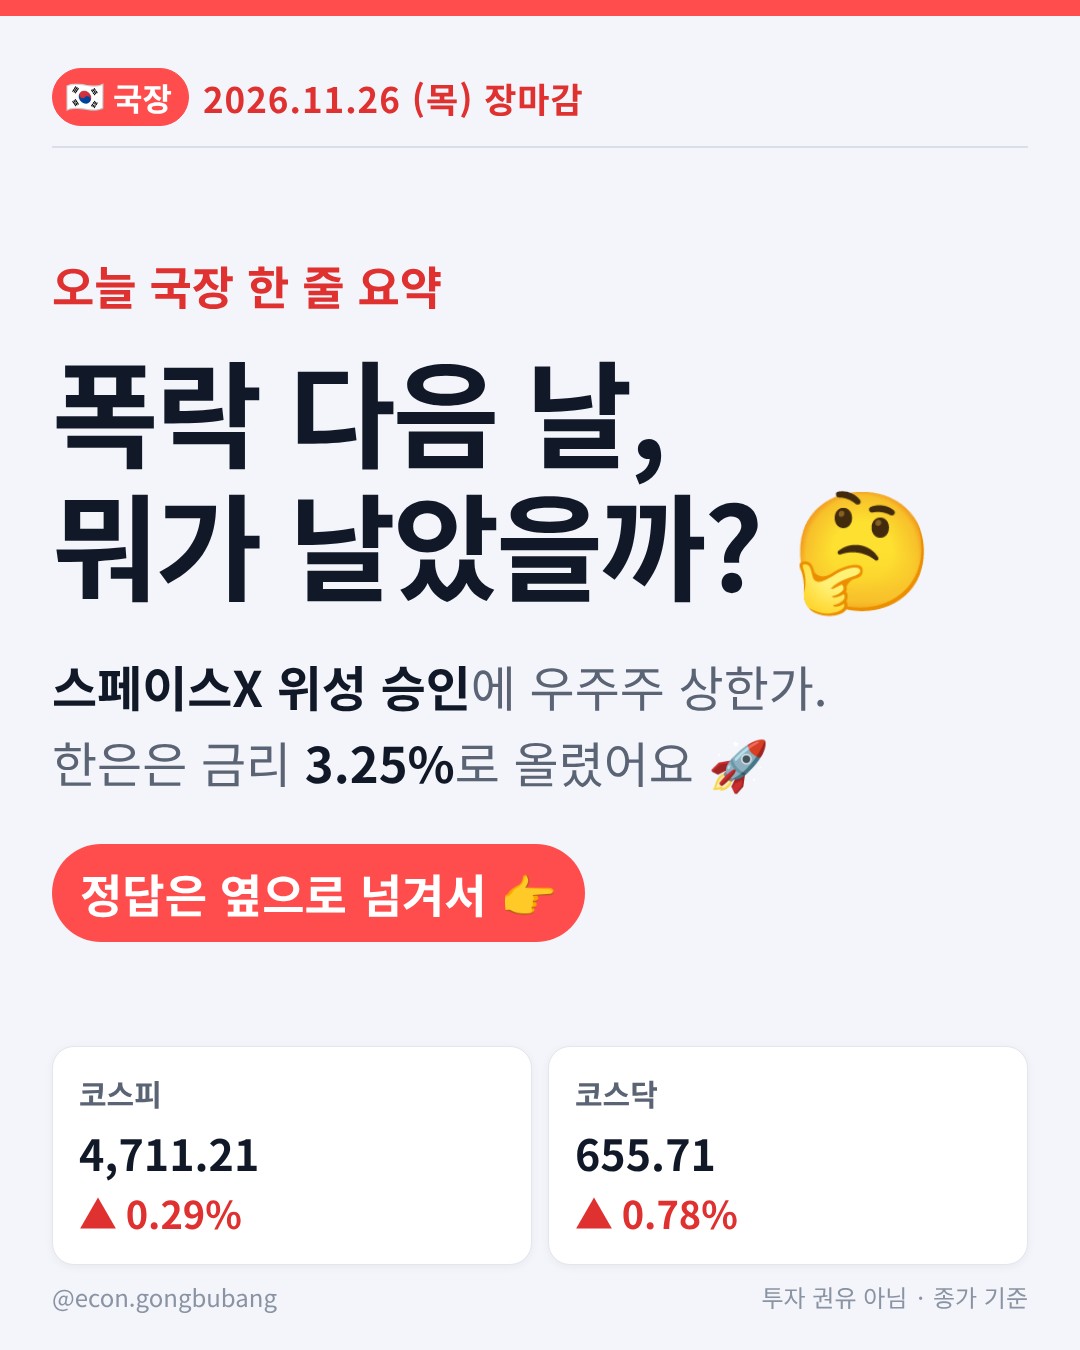 🇰🇷 국장 2026.11.26 (목) 장마감
오늘 국장 한 줄 요약
폭락 다음 날,
뭐가 날았을까? 🤔
스페이스X 위성 승인에 우주주 상한가.
한은은 금리 3.25%로 올렸어요 🚀
정답은 옆으로 넘겨서 👉
코스피
4,711.21
▲ 0.29%
코스닥
655.71
▲ 0.78%
@econ.gongbubang
투자 권유 아님 · 종가 기준